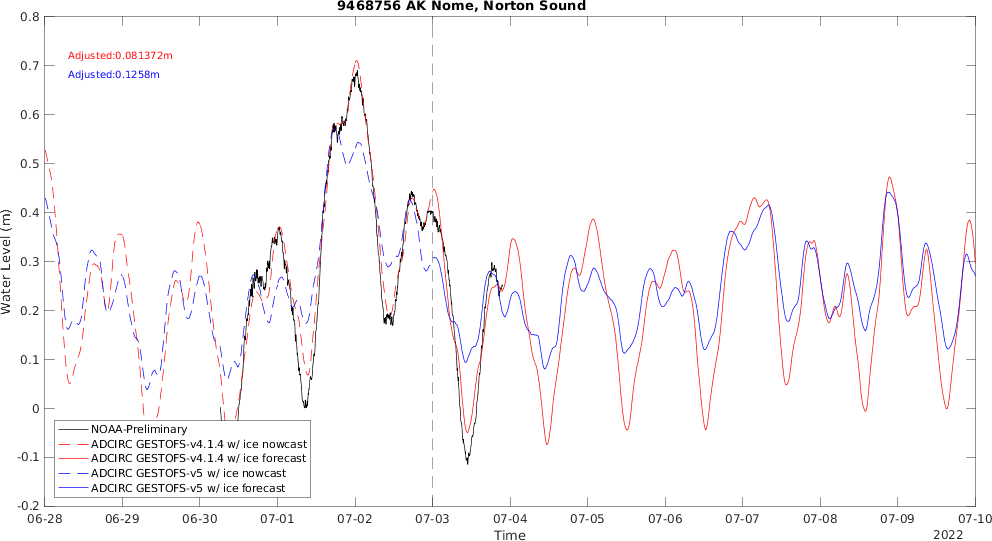 9468756 AK Nome, Norton Sound
Adjusted:0.081372m
Adjusted:0.1258m
Water Level (m)
0.8
0.7
0.6
0.5
0.4
0.3
0.2
0.1
0
-0.1
-0.2
NOAA-Preliminary
ADCIRC GESTOFS-v4.1.4 w/ ice nowcast
ADCIRC GESTOFS-v4.1.4 w/ ice forecast
ADCIRC GESTOFS-v5 w/ ice nowcast
ADCIRC GESTOFS-v5 w/ ice forecast
06-28 06-29 06-30 07-01 07-02 07-03 07-04 07-05 07-06 07-07 07-08 07-09 07-10
Time
2022